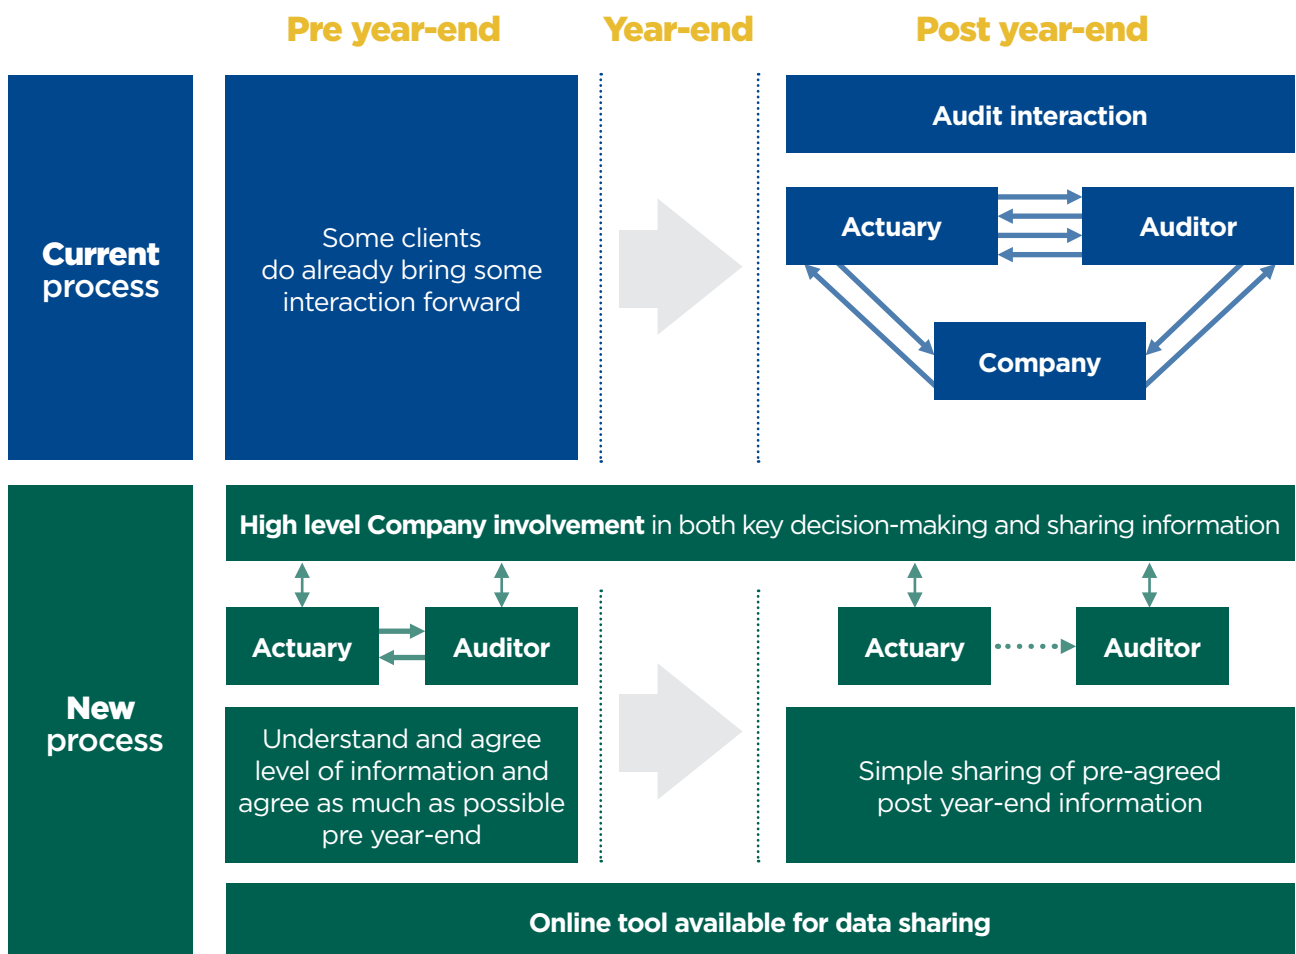 Pre year-end
Year-end
Post year-end
Current
process
Some clients
do already bring some
interaction forward
Audit interaction
Actuary
Auditor
Company
New
process
High level Company involvement in both key decision-making and sharing information
Actuary
Auditor
Actuary
Auditor
Understand and agree
level of information and
agree as much as possible
pre year-end
Simple sharing of pre-agreed
post year-end information
Online tool available for data sharing